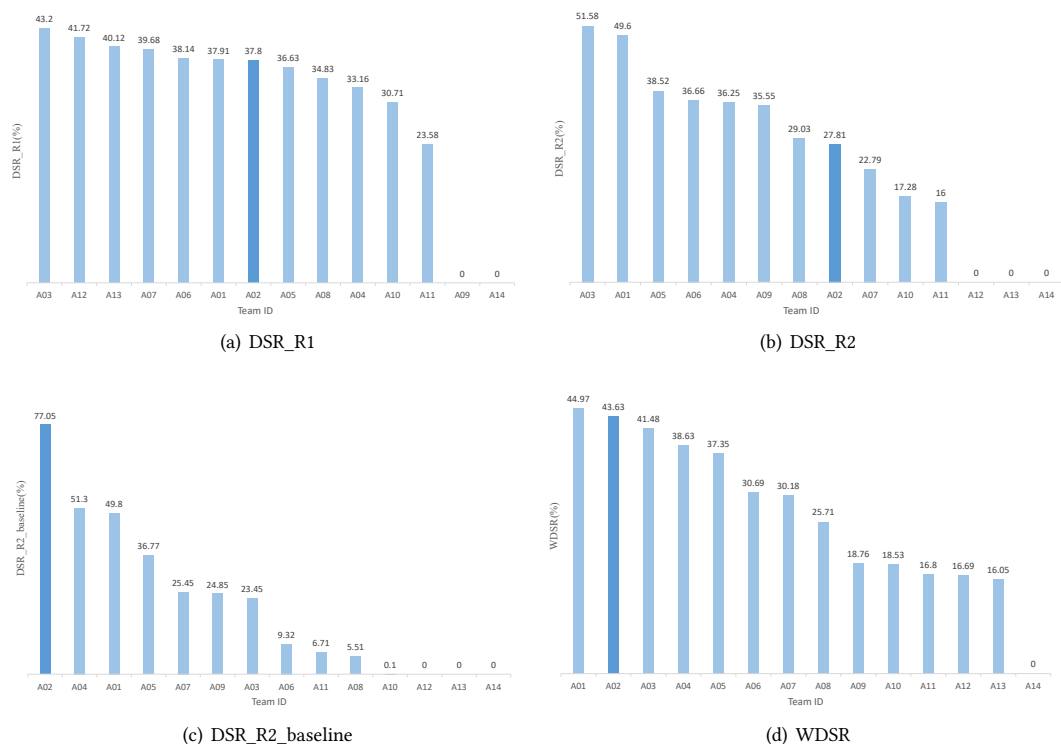 43.2 41.72 40.12 39.68 38.14 37.91 37.8 36.63 34.83 33.16 30.71 23.58 0 0
DSR_R1(%)
A03 A12 A13 A07 A06 A01 A02 A05 A08 A04 A10 A11 A09 A14
Team ID
(a) DSR_R1
51.58 49.6 38.52 36.66 36.25 35.55 29.03 27.81 22.79 17.28 16 0 0 0
DSR_R2(%)
A03 A01 A05 A06 A04 A09 A08 A02 A07 A10 A11 A12 A13 A14
Team ID
(b) DSR_R2
77.05 51.3 49.8 36.77 25.45 24.85 23.45 9.32 6.71 5.51 0.1 0 0 0
DSR_R2_baseline(%)
A02 A04 A01 A05 A07 A09 A03 A06 A11 A08 A10 A12 A13 A14
Team ID
(c) DSR_R2_baseline
44.97 43.63 41.48 38.63 37.35 30.69 30.18 25.71 18.76 18.53 16.8 16.69 16.05 0
WDSR(%)
A01 A02 A03 A04 A05 A06 A07 A08 A09 A10 A11 A12 A13 A14
Team ID
(d) WDSR